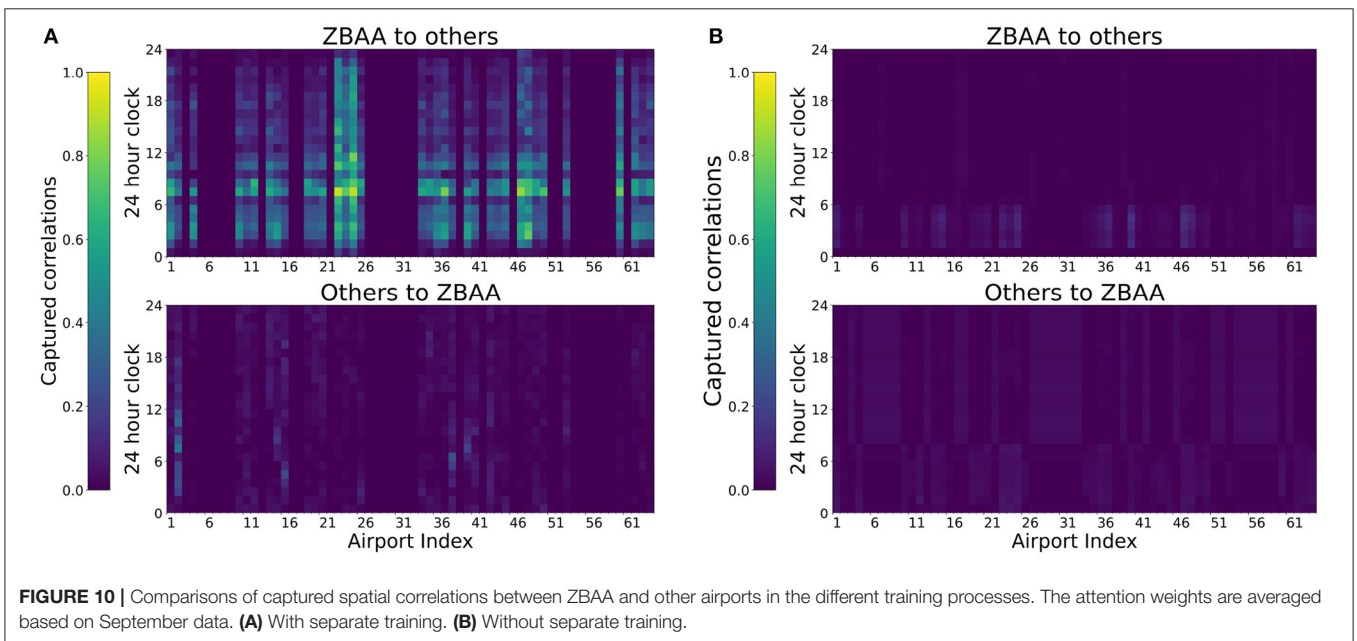 A
ZBAA to others
24
18
12
6
0
24 hour clock
1 6 11 16 21 26 31 36 41 46 51 56 61
1.0
0.8
0.6
0.4
0.2
0.0
Captured correlations
Others to ZBAA
24
18
12
6
0
24 hour clock
1 6 11 16 21 26 31 36 41 46 51 56 61
Airport Index
B
ZBAA to others
24
18
12
6
0
24 hour clock
1 6 11 16 21 26 31 36 41 46 51 56 61
1.0
0.8
0.6
0.4
0.2
0.0
Captured correlations
Others to ZBAA
24
18
12
6
0
24 hour clock
1 6 11 16 21 26 31 36 41 46 51 56 61
Airport Index
FIGURE 10 | Comparisons of captured spatial correlations between ZBAA and other airports in the different training processes. The attention weights are averaged
based on September data. (A) With separate training. (B) Without separate training.